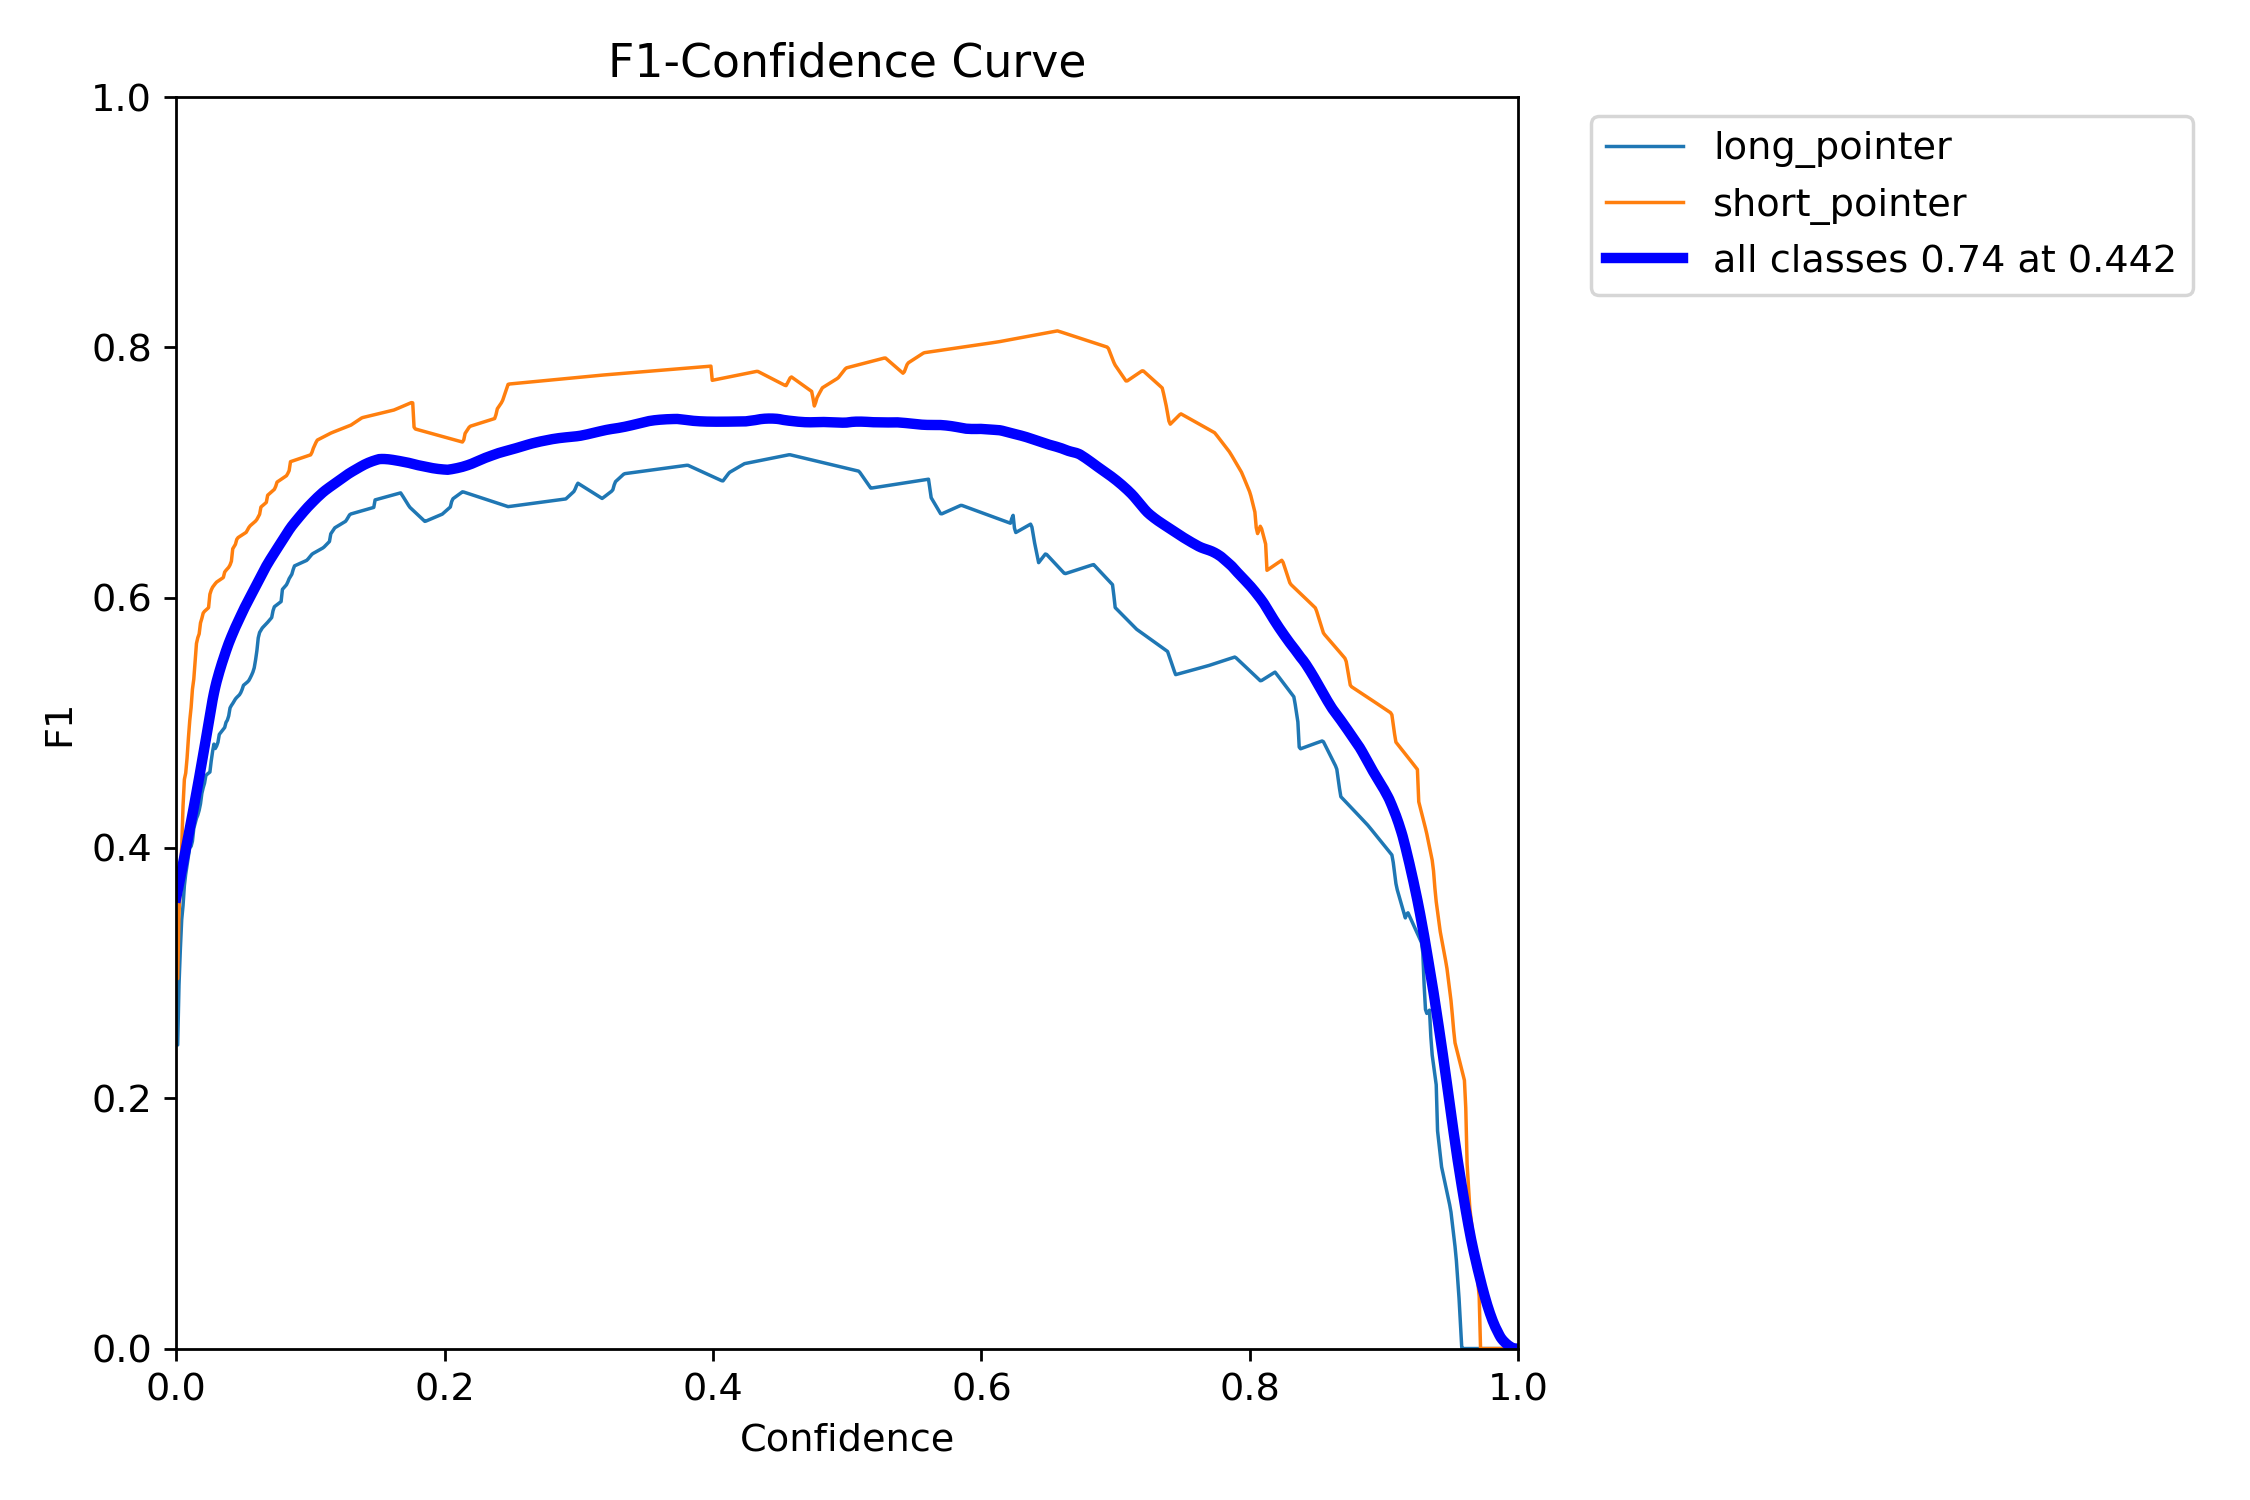 F1-Confidence Curve
1.0
0.8
0.6
0.4
0.2
0.0
F1
0.0 0.2 0.4 0.6 0.8 1.0
Confidence
long_pointer
short_pointer
all classes 0.74 at 0.442